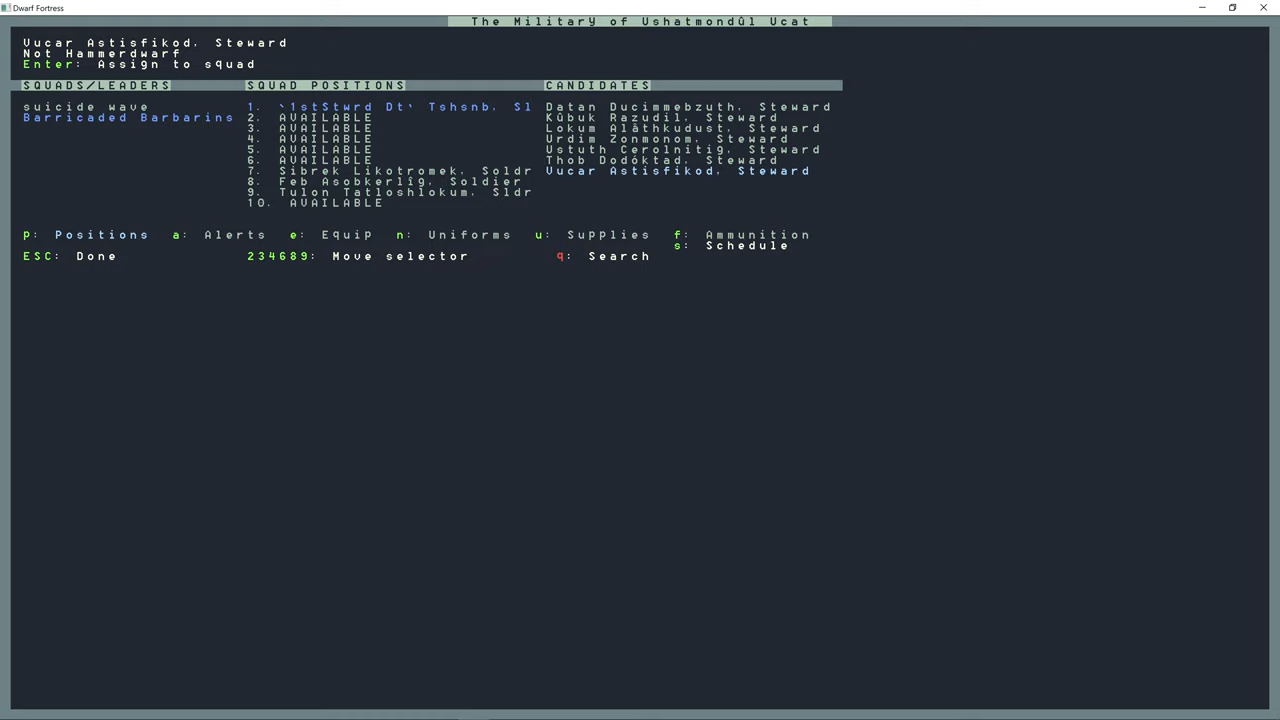 Dwarf Fortress
The Military of Ushatmondûl Ucat
Vucar Astisfikod, Steward
Not Hammerdwarf
Enter: Assign to squad
SQUADS/LEADERS SQUAD POSITIONS CANDIDATES
suicide wave 1. `1stStwrd Dt` Tshsnb, Sl Datan Ducimmebzuth, Steward
Barricaded Barbarins 2. AVAILABLE Kûbuk Razudil, Steward
3. AVAILABLE Lokum Alâthkudust, Steward
4. AVAILABLE Urdim Zonmonom, Steward
5. AVAILABLE Ustuth Cerolnitig, Steward
6. AVAILABLE Thob Dodóktad, Steward
7. Sibrek Likotromek, Soldr Vucar Astisfikod, Steward
8. Feb Asobkerlîg, Soldier
9. Tulon Tatloshlokum, Sldr
10. AVAILABLE
p: Positions a: Alerts e: Equip n: Uniforms u: Supplies f: Ammunition
s: Schedule
ESC: Done 234689: Move selector q: Search